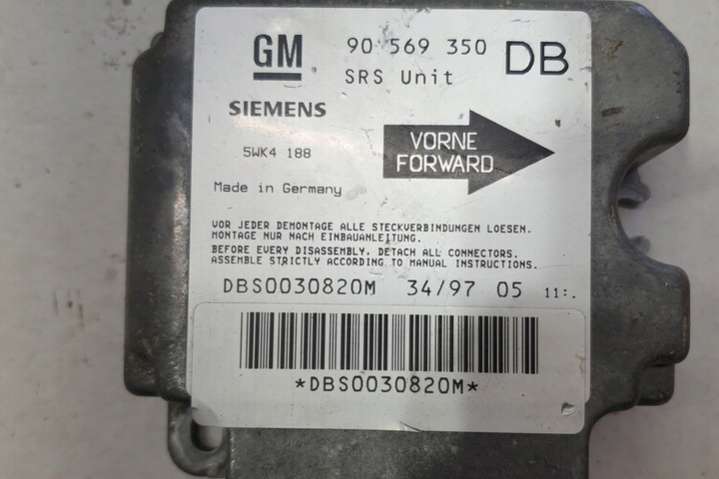 GM 90 569 350 DB
SRS Unit
SIEMENS
5WK4 188
VORNE
FORWARD
Made in Germany
VOR JEDER DEMONTAGE ALLE STECKVERBINDUNGEN LOESEN.
MONTAGE NUR NACH EINBAUANLEITUNG.
BEFORE EVERY DISASSEMBLY, DETACH ALL CONNECTORS.
ASSEMBLE STRICTLY ACCORDING TO MANUAL INSTRUCTIONS.
DBS0030820M 34/97 05 11:.
*DBS0030820M*